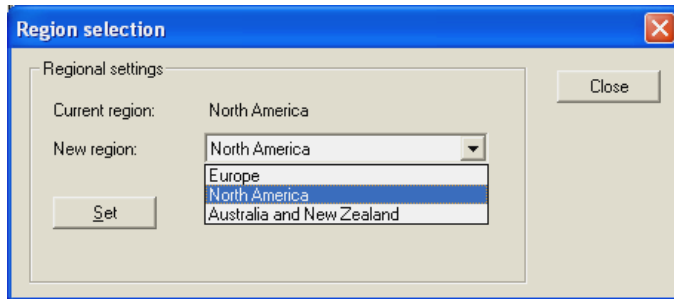 Region selection
Regional settings
Close
Current region: North America
New region: North America
Europe
North America
Set
Australia and New Zealand